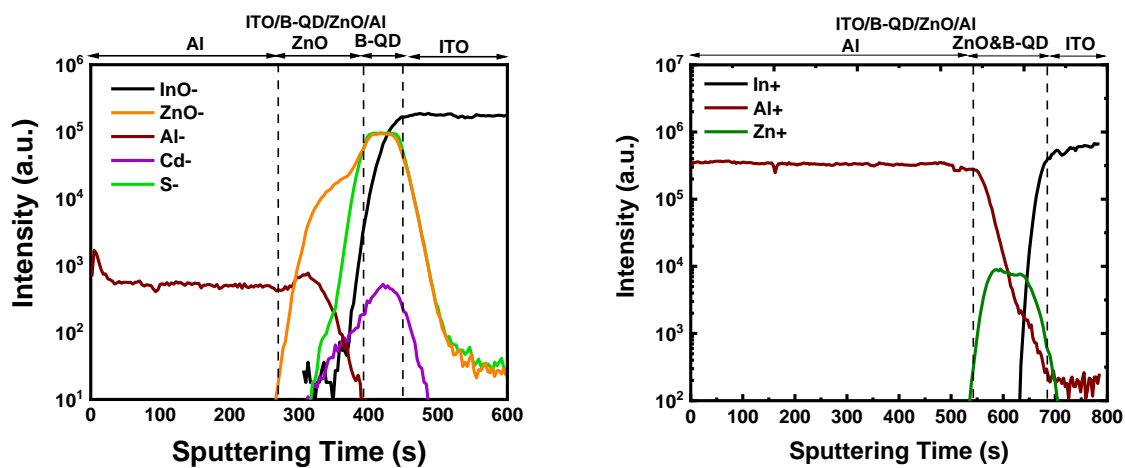 ITO/B-QD/ZnO/Al
Al ZnO B-QD ITO
10^6
10^5
10^4
10^3
10^2
10^1
Intensity (a.u.)
InO-
ZnO-
Al-
Cd-
S-
0 100 200 300 400 500 600
Sputtering Time (s)
ITO/B-QD/ZnO/Al
Al ZnO&B-QD ITO
10^7
10^6
10^5
10^4
10^3
10^2
Intensity (a.u.)
In+
Al+
Zn+
0 100 200 300 400 500 600 700 800
Sputtering Time (s)